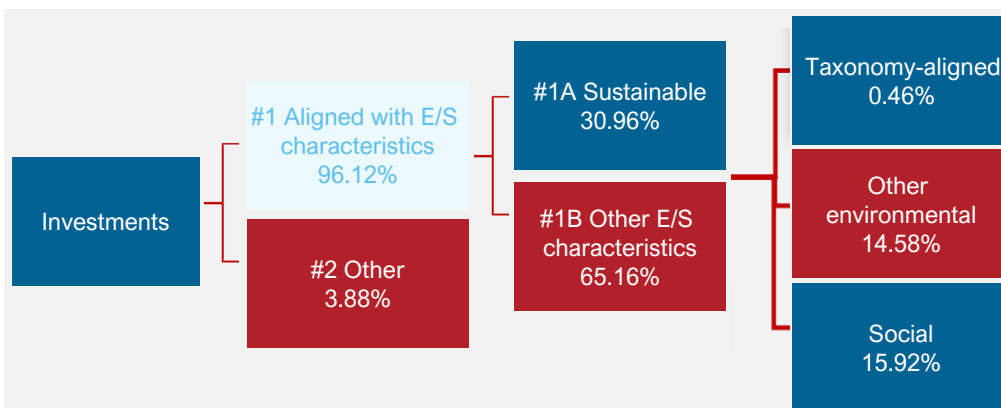 Investments
#1 Aligned with E/S
characteristics
96.12%
#2 Other
3.88%
#1A Sustainable
30.96%
#1B Other E/S
characteristics
65.16%
Taxonomy-aligned
0.46%
Other
environmental
14.58%
Social
15.92%